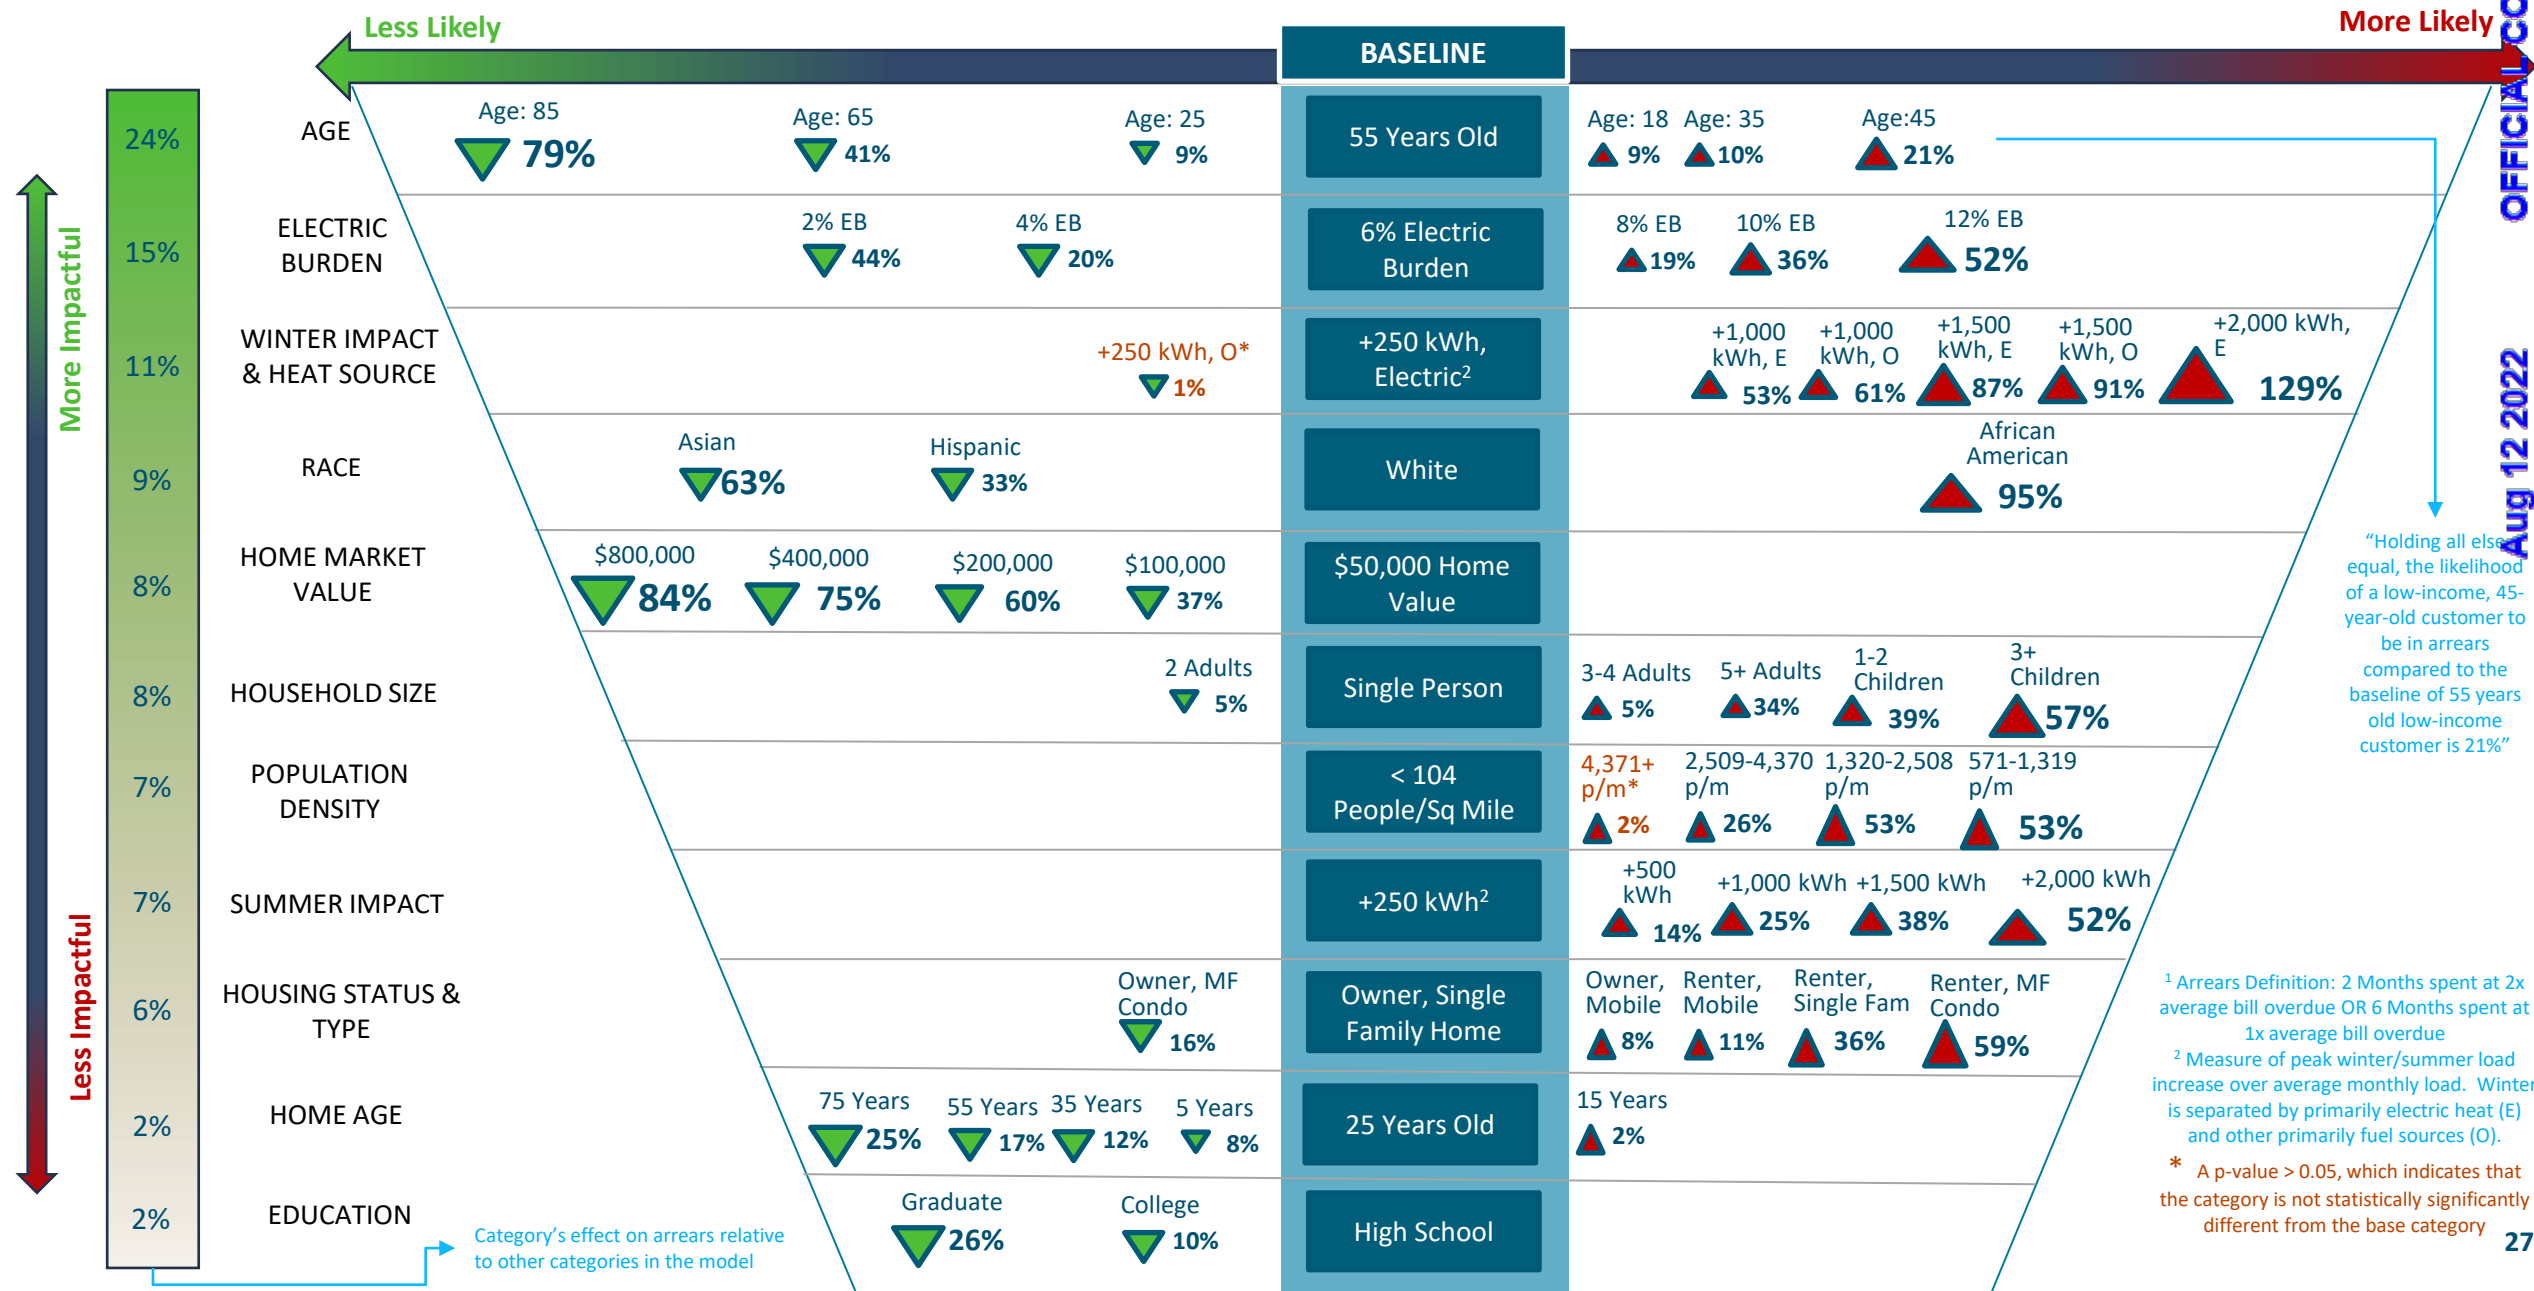 Less Likely
BASELINE
More Likely
More Impactful
Less Impactful
24%
AGE
Age: 85
79%
Age: 65
41%
Age: 25
9%
55 Years Old
Age: 18
9%
Age: 35
10%
Age:45
21%
15%
ELECTRIC
BURDEN
2% EB
44%
4% EB
20%
6% Electric
Burden
8% EB
19%
10% EB
36%
12% EB
52%
11%
WINTER IMPACT
& HEAT SOURCE
+250 kWh, O*
1%
+250 kWh,
Electric2
+1,000
kWh, E
53%
+1,000
kWh, O
61%
+1,500
kWh, E
87%
+1,500
kWh, O
91%
+2,000 kWh,
E
129%
9%
RACE
Asian
63%
Hispanic
33%
White
African
American
95%
8%
HOME MARKET
VALUE
$800,000
84%
$400,000
75%
$200,000
60%
$100,000
37%
$50,000 Home
Value
8%
HOUSEHOLD SIZE
2 Adults
5%
Single Person
3-4 Adults
5%
5+ Adults
34%
1-2
Children
39%
3+
Children
57%
7%
POPULATION
DENSITY
< 104
People/Sq Mile
4,371+
p/m*
2%
2,509-4,370
p/m
26%
1,320-2,508
p/m
53%
571-1,319
p/m
53%
7%
SUMMER IMPACT
+250 kWh2
+500
kWh
14%
+1,000 kWh
25%
+1,500 kWh
38%
+2,000 kWh
52%
6%
HOUSING STATUS &
TYPE
Owner, MF
Condo
16%
Owner, Single
Family Home
Owner,
Mobile
8%
Renter,
Mobile
11%
Renter,
Single Fam
36%
Renter, MF
Condo
59%
2%
HOME AGE
75 Years
25%
55 Years
17%
35 Years
12%
5 Years
8%
25 Years Old
15 Years
2%
2%
EDUCATION
Graduate
26%
College
10%
High School
Category's effect on arrears relative
to other categories in the model
"Holding all else
equal, the likelihood
of a low-income, 45-
year-old customer to
be in arrears
compared to the
baseline of 55 years
old low-income
customer is 21%"
1 Arrears Definition: 2 Months spent at 2x
average bill overdue OR 6 Months spent at
1x average bill overdue
2 Measure of peak winter/summer load
increase over average monthly load. Winter
is separated by primarily electric heat (E)
and other primarily fuel sources (O).
* A p-value > 0.05, which indicates that
the category is not statistically significantly
different from the base category
27
OFFICIAL
Aug 12 2022